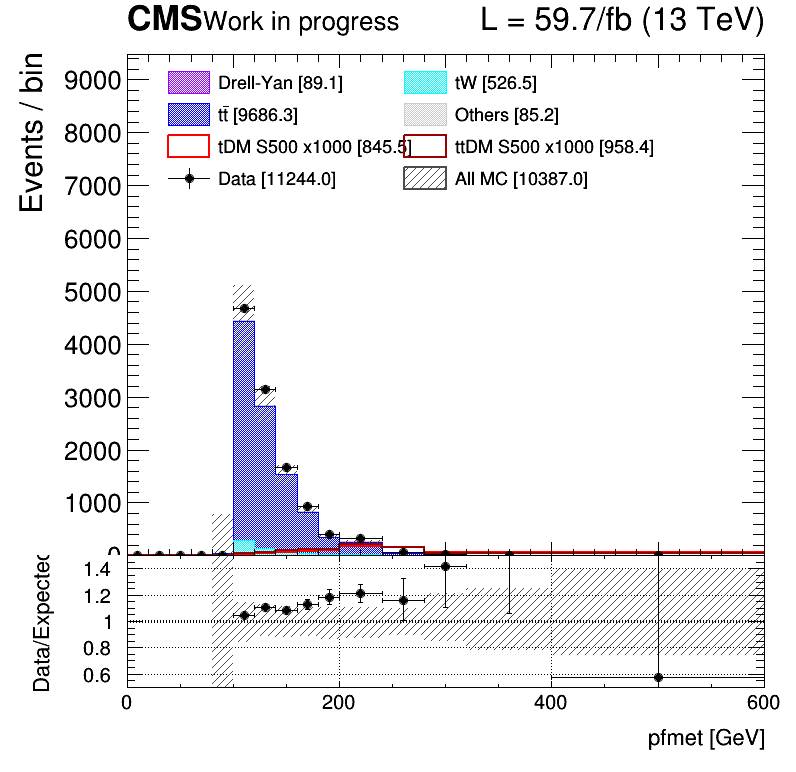 CMS Work in progress L = 59.7/fb (13 TeV)
Events / bin
9000
8000
7000
6000
5000
4000
3000
2000
1000
0
Drell-Yan [89.1] tW [526.5]
tt̄ [9686.3] Others [85.2]
tDM S500 x1000 [845.5] ttDM S500 x1000 [958.4]
Data [11244.0] All MC [10387.0]
Data/Expected
1.4
1.2
1
0.8
0.6
0 200 400 600
pfmet [GeV]